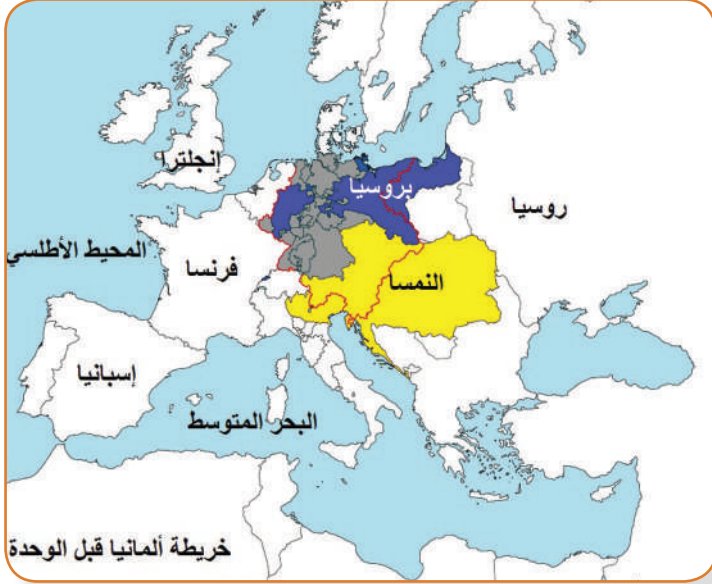 إنجلترا
بروسيا
روسيا
المحيط الأطلسي
فرنسا
النمسا
إسبانيا
البحر المتوسط
خريطة ألمانيا قبل الوحدة